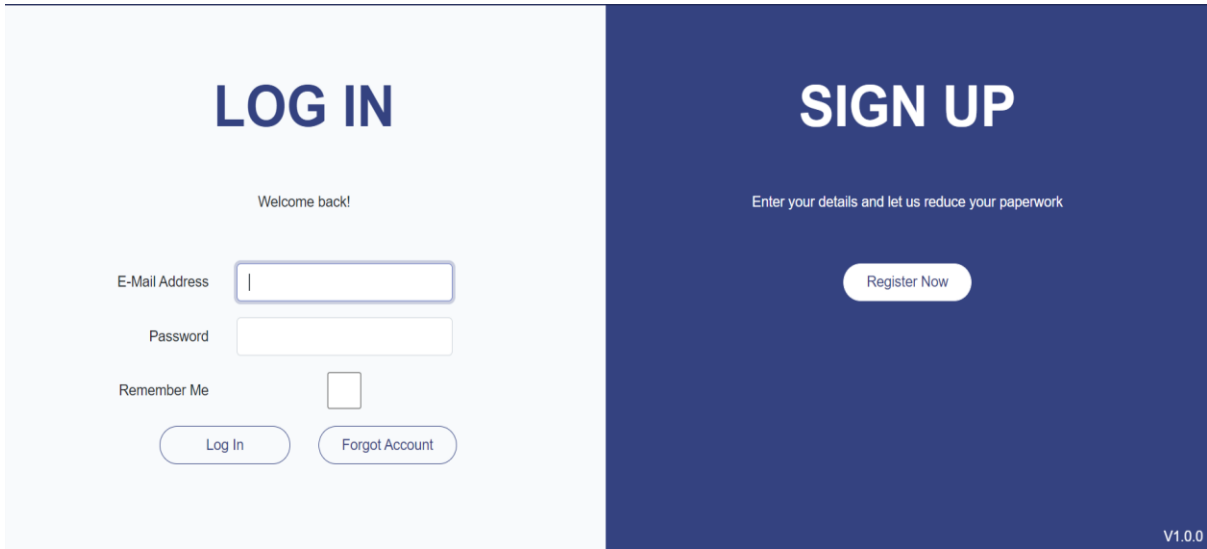 LOG IN
Welcome back!
E-Mail Address
Password
Remember Me
Log In
Forgot Account
SIGN UP
Enter your details and let us reduce your paperwork
Register Now
V1.0.0